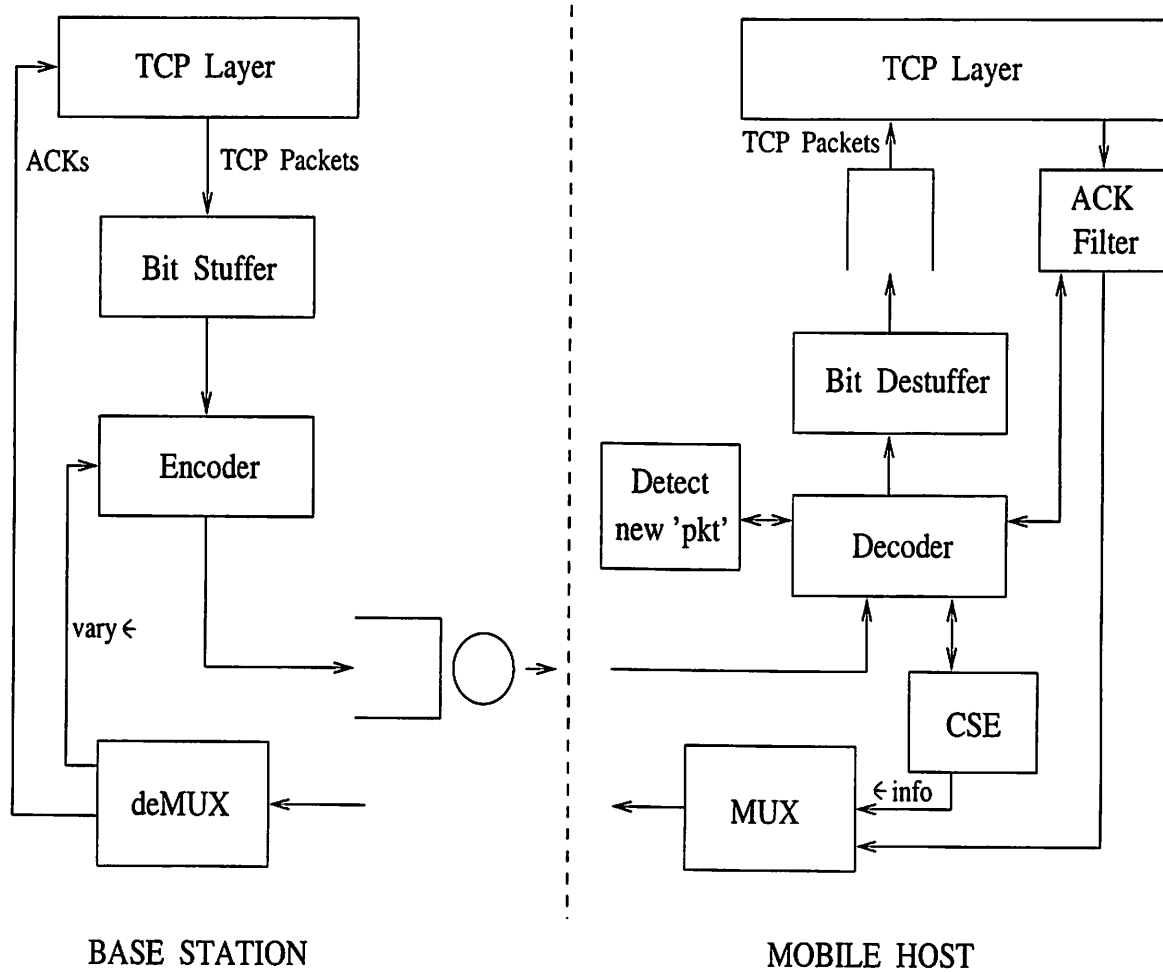 TCP Layer
ACKs
TCP Packets
Bit Stuffer
Encoder
vary ϵ
deMUX
BASE STATION
TCP Layer
TCP Packets
ACK
Filter
Bit Destuffer
Detect
new 'pkt'
Decoder
CSE
ϵ info
MUX
MOBILE HOST